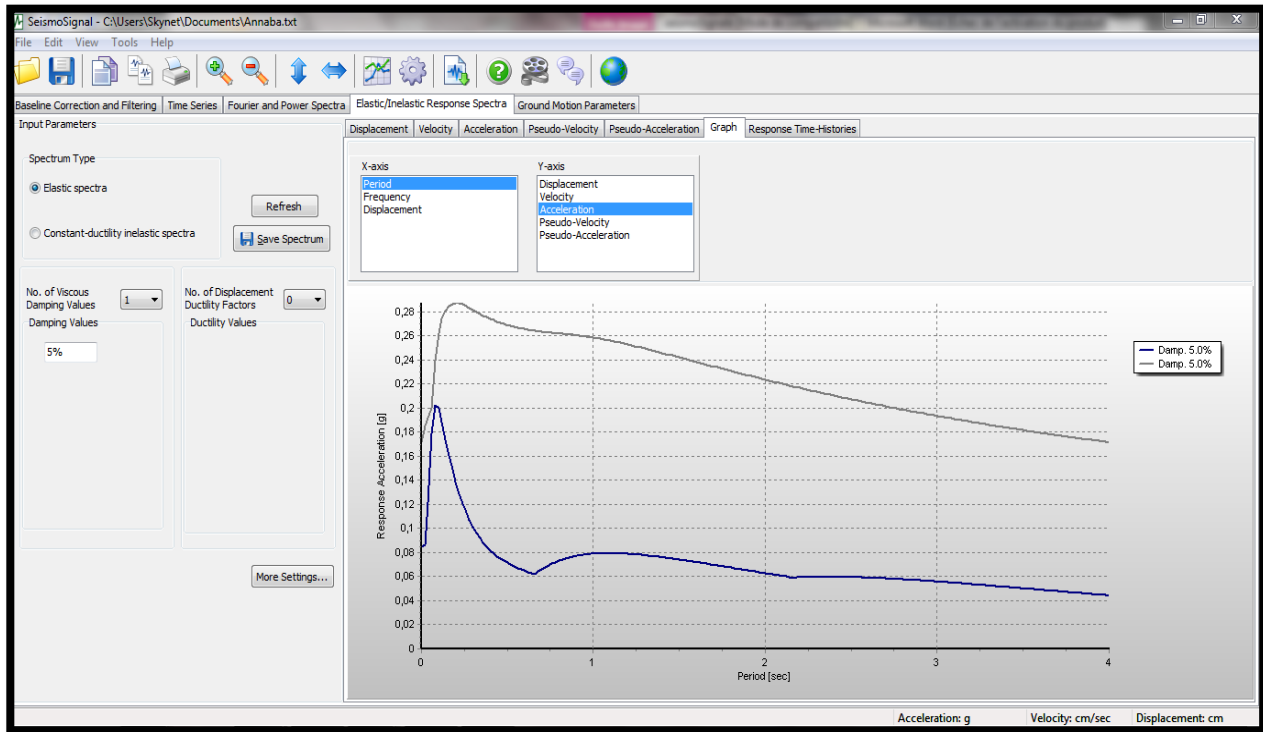 SeismoSignal - C:\Users\Skynet\Documents\Annaba.txt
File Edit View Tools Help
Baseline Correction and Filtering Time Series Fourier and Power Spectra Elastic/Inelastic Response Spectra Ground Motion Parameters
Input Parameters
Displacement Velocity Acceleration Pseudo-Velocity Pseudo-Acceleration Graph Response Time-Histories
Spectrum Type
Elastic spectra
Constant-ductility inelastic spectra
Refresh
Save Spectrum
No. of Viscous
Damping Values
1
No. of Displacement
Ductility Factors
0
Damping Values
5%
Ductility Values
More Settings...
X-axis
Period
Frequency
Displacement
Y-axis
Displacement
Velocity
Acceleration
Pseudo-Velocity
Pseudo-Acceleration
Response Acceleration [g]
0,28
0,26
0,24
0,22
0,2
0,18
0,16
0,14
0,12
0,1
0,08
0,06
0,04
0,02
0
0 1 2 3 4
Period [sec]
Damp. 5.0%
Damp. 5.0%
Acceleration: g Velocity: cm/sec Displacement: cm